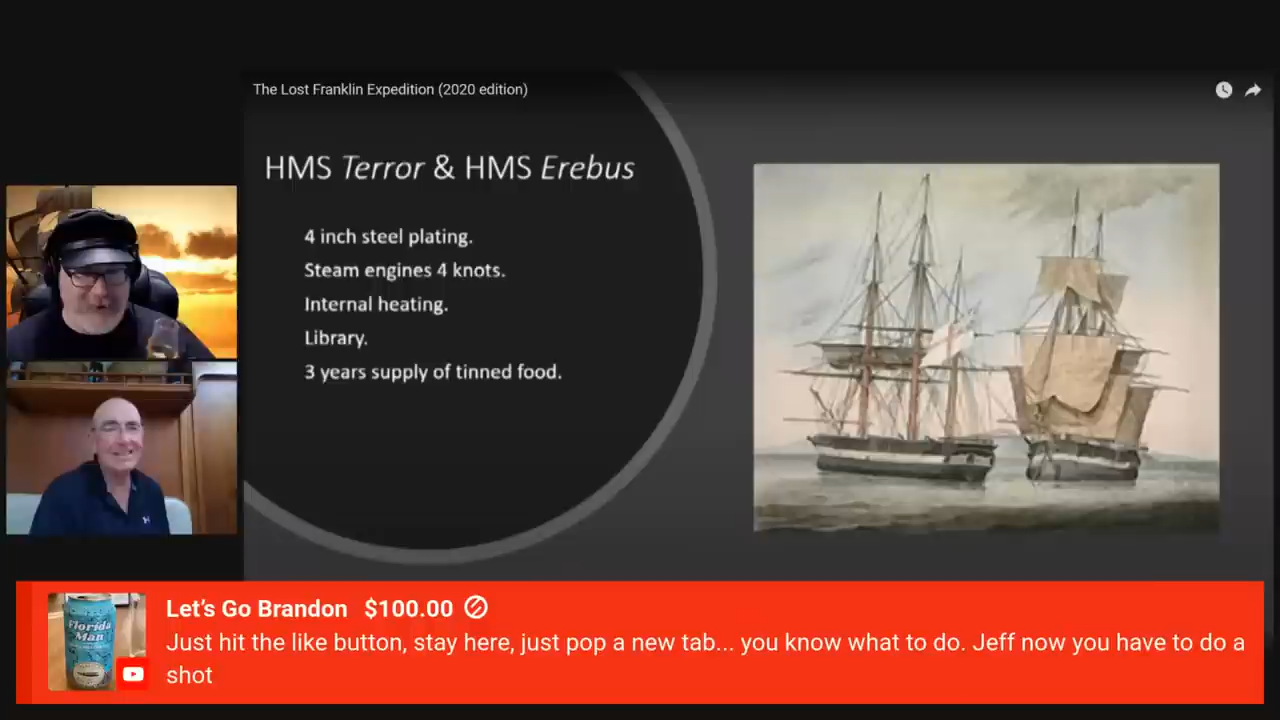 The Lost Franklin Expedition (2020 edition)
HMS Terror & HMS Erebus
4 inch steel plating.
Steam engines 4 knots.
Internal heating.
Library.
3 years supply of tinned food.
Let's Go Brandon $100.00
Just hit the like button, stay here, just pop a new tab... you know what to do. Jeff now you have to do a
shot
Florida
Man